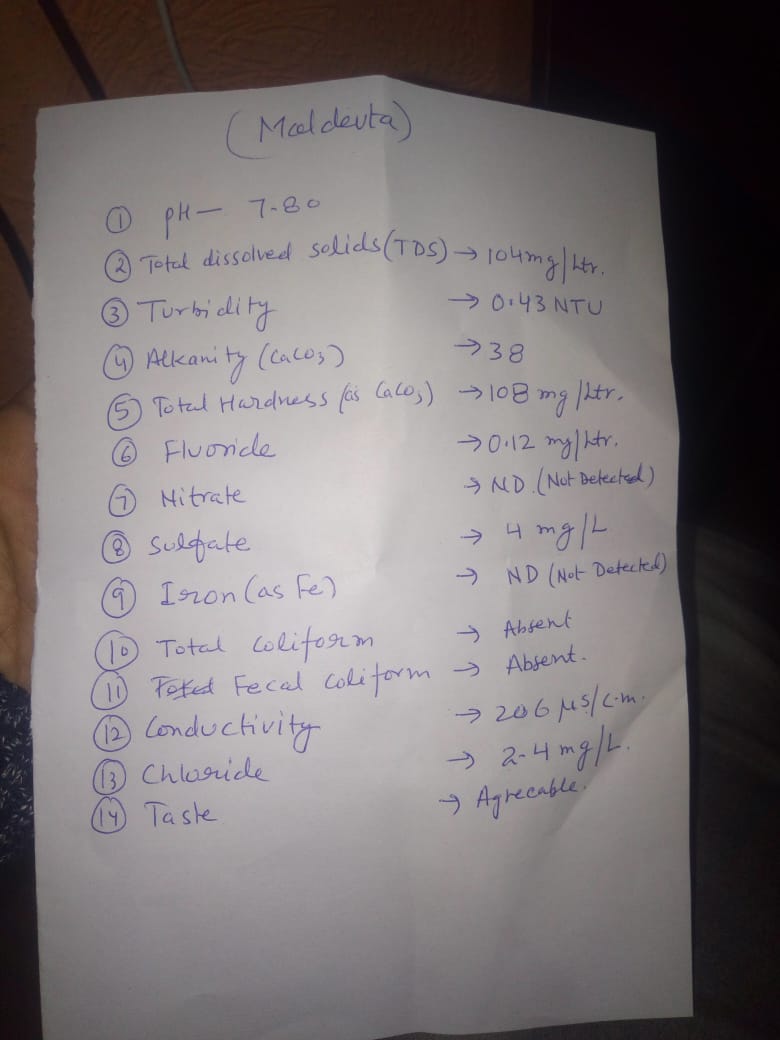 (Maldevta)
① pH — 7.80
② Total dissolved solids (TDS) → 104 mg/Ltr.
③ Turbidity → 0.43 NTU
④ Alkanity (CaCO3) → 38
⑤ Total Hardness (as CaCO3) → 108 mg/Ltr.
⑥ Fluoride → 0.12 mg/Ltr.
⑦ Nitrate → ND. (Not Detected)
⑧ Sulfate → 4 mg/L
⑨ Iron (as Fe) → ND (Not Detected)
⑩ Total coliform → Absent
⑪ Fecal coliform → Absent.
⑫ Conductivity → 206 µs/c.m.
⑬ Chloride → 2.4 mg/L.
⑭ Taste → Agreeable.